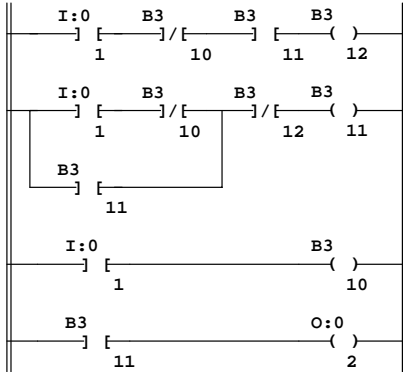 I:0 B3 B3 B3
] [ ]/[ ] [ ( )
1 10 11 12
I:0 B3 B3 B3
] [ ]/[ ]/[ ( )
1 10 12 11
B3
] [
11
I:0 B3
] [ ( )
1 10
B3 O:0
] [ ( )
11 2